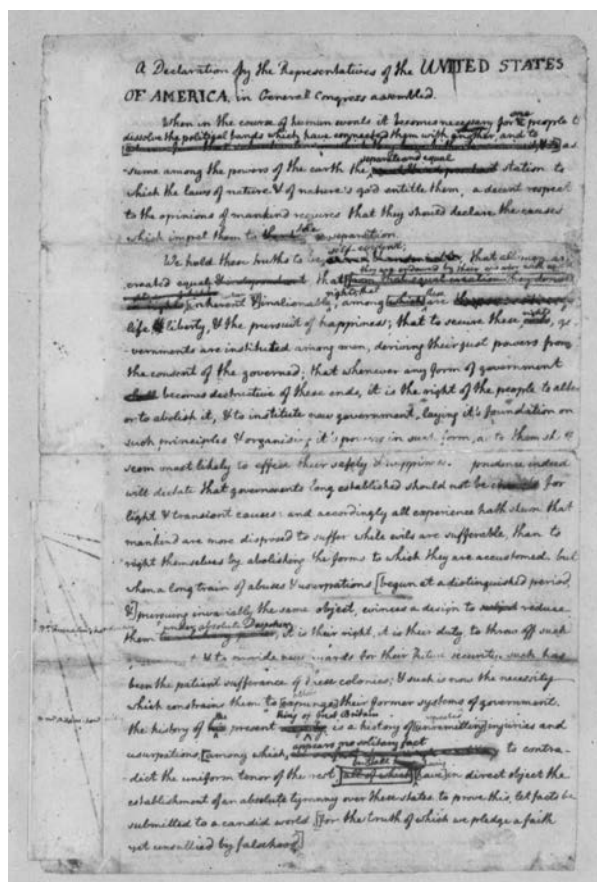 A Declaration by the Representatives of the UNITED STATES
OF AMERICA, in General Congress assembled.
When in the course of human events it becomes necessary for one people to
dissolve the political bands which have connected them with another, and to
as
separate and equal
sume among the powers of the earth the station to
which the laws of nature & of nature's god entitle them, a decent respect
to the opinions of mankind requires that they should declare the causes
which impel them to the separation.
self-evident;
We hold these truths to be that all men are
created equal that
rights; that
inherent & inalienable among which are
life liberty, & the pursuit of happiness; that to secure these rights, go-
-vernments are instituted among men, deriving their just powers from
the consent of the governed; that whenever any form of government
becomes destructive of these ends, it is the right of the people to alter
or to abolish it, & to institute new government, laying it's foundation on
such principles & organising it's powers in such form, as to them shall
seem most likely to effect their safety & happiness. prudence indeed
will dictate that governments long established should not be for
light & transient causes: and accordingly all experience hath shewn that
mankind are more disposed to suffer while evils are sufferable, than to
right themselves by abolishing the forms to which they are accustomed. but
when a long train of abuses & usurpations [begun at a distinguished period,
&] pursuing invariably the same object, evinces a design to reduce
under absolute Despotism
them it is their right, it is their duty, to throw off such
& to provide new guards for their future security. such has
been the patient sufferance of these colonies; & such is now the necessity
which constrains them to [expunge] their former systems of government.
King of Great Britain
the history of the present is a history of [unremitting] injuries and
usurpations, [among which,
appears no solitary fact
to contra-
dict the uniform tenor of the rest, [all of which] [have] in direct object the
establishment of an absolute tyranny over these states. to prove this, let facts be
submitted to a candid world, [for the truth of which we pledge a faith
yet unsullied by falsehood]